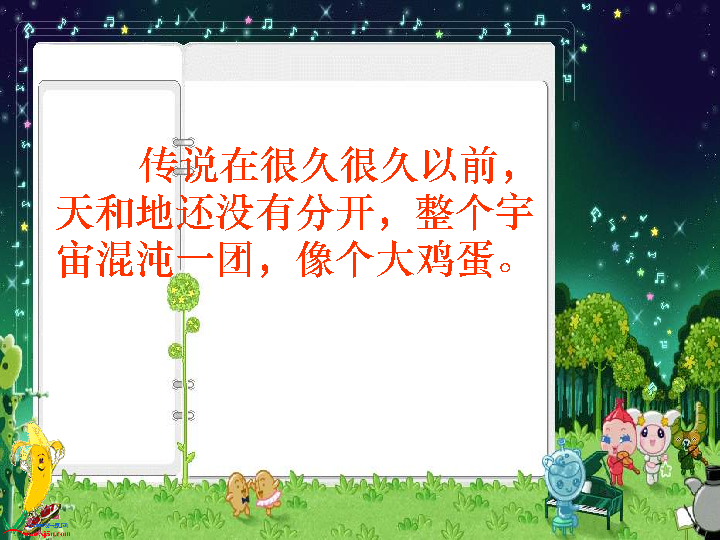 传说在很久很久以前，
天和地还没有分开，整个宇
宙混沌一团，像个大鸡蛋。